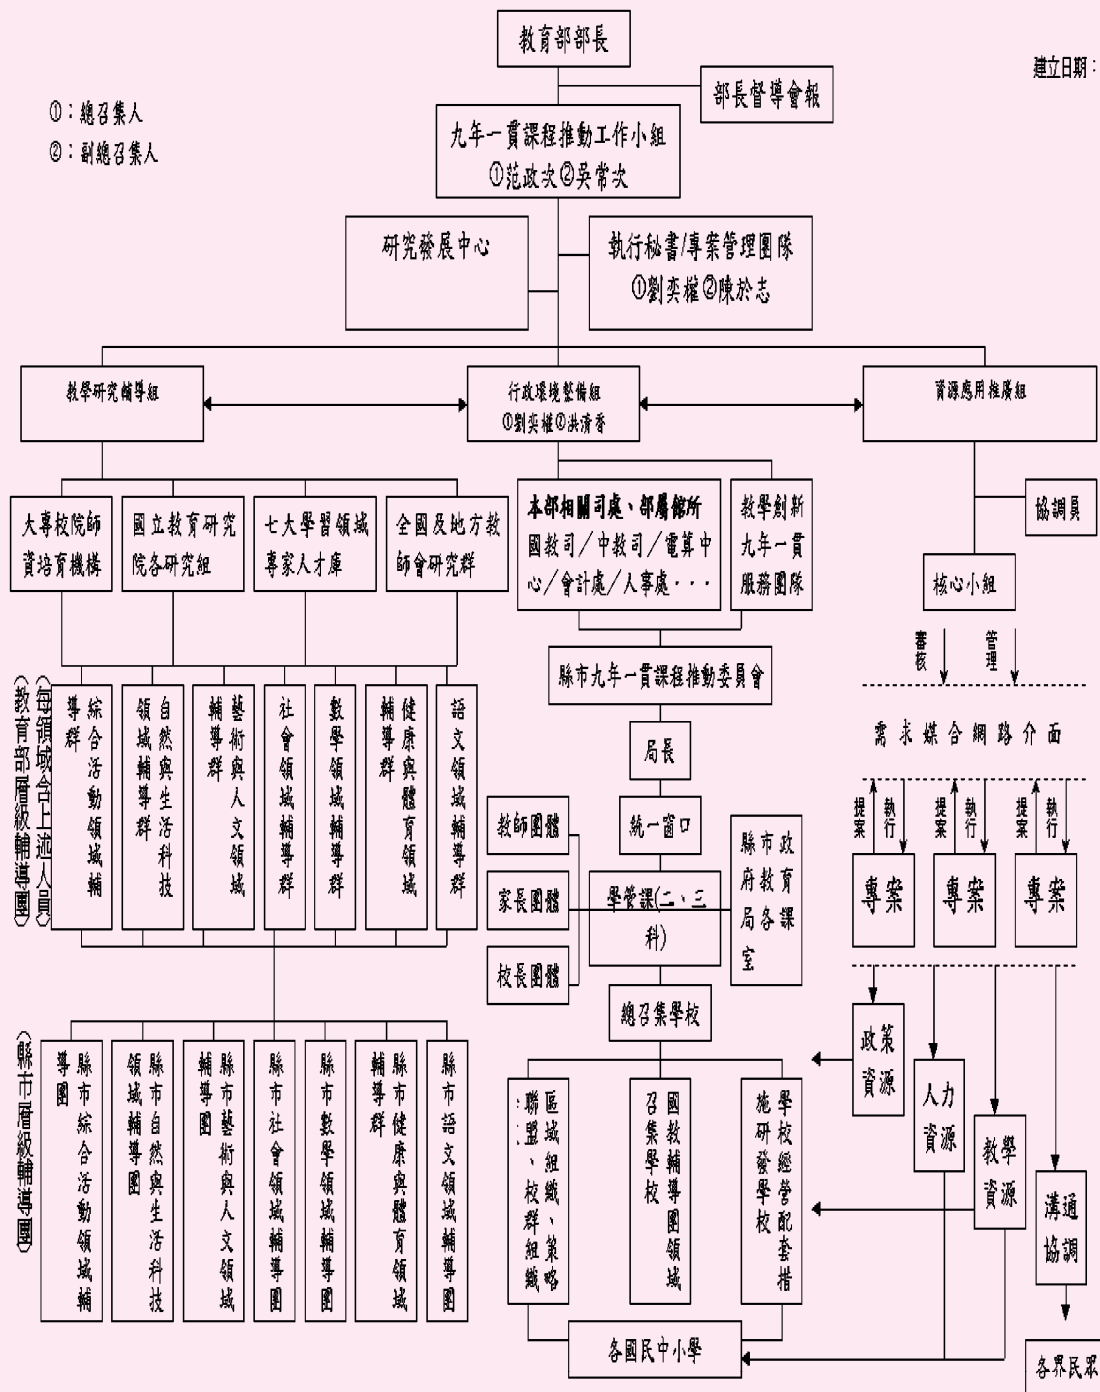 教育部部長
建立日期：
部長督導會報
①：總召集人
②：副總召集人
九年一貫課程推動工作小組
①范政次②吳常次
研究發展中心
執行秘書/專案管理團隊
①劉奕權②陳於志
教學研究輔導組
行政環境整備組
①劉奕權②洪清香
資源應用推廣組
大專校院師
資培育機構
國立教育研究
院各研究組
七大學習領域
專家人才庫
全國及地方教
師會研究群
本部相關司處、部屬館所
國教司/中教司/電算中
心/會計處/人事處‧‧‧
教學創新
九年一貫
服務團隊
協調員
核心小組
審核
管理
縣市九年一貫課程推動委員會
需求媒合網路介面
(每領域含上述人員)
(教育部層級輔導團)
綜合活動領域輔
導群
自然與生活科技
領域輔導群
藝術與人文領域
輔導群
社會領域輔導群
數學領域輔導群
健康與體育領域
輔導群
語文領域輔導群
局長
統一窗口
教師團體
家長團體
校長團體
學管課(二、三
科)
縣市政
府教育
局各課
室
提案
執行
提案
執行
提案
執行
專案
專案
專案
總召集學校
(縣市層級輔導團)
縣市綜合活動領域輔
導團
縣市自然與生活科技
領域輔導團
縣市藝術與人文領域
輔導團
縣市社會領域輔導團
縣市數學領域輔導團
縣市健康與體育領域
輔導群
縣市語文領域輔導團
區域組織、策略
聯盟、校群組織
國教輔導團領域
召集學校
學校經營配套措
施研發學校
政策
資源
人力
資源
教學
資源
溝通
協調
各國民中小學
各界民眾